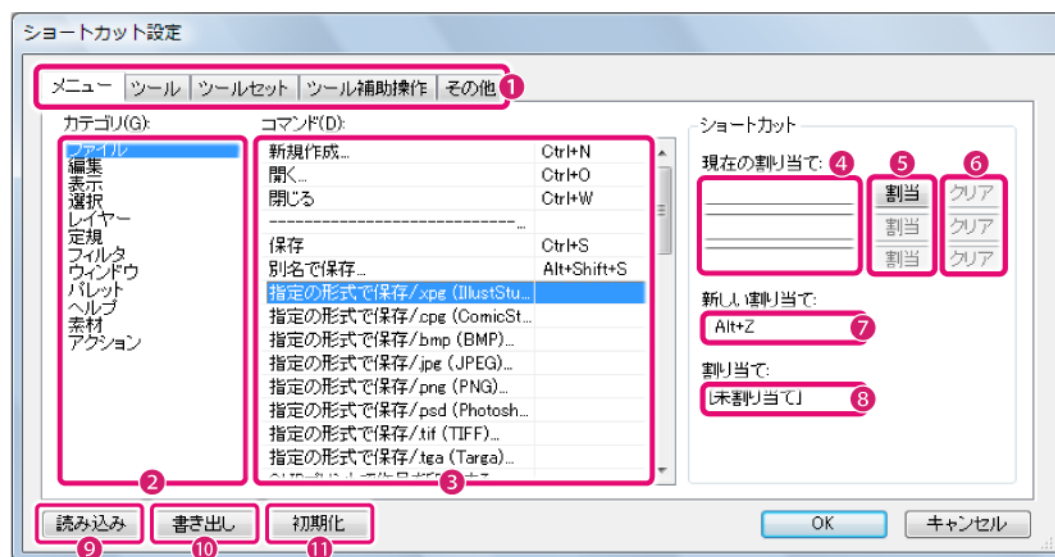 ショートカット設定
メニュー ツール ツールセット ツール補助操作 その他 1
カテゴリ(G):
ファイル
編集
表示
選択
レイヤー
定規
フィルタ
ウィンドウ
パレット
ヘルプ
素材
アクション
2
コマンド(D):
新規作成... Ctrl+N
開く... Ctrl+O
閉じる Ctrl+W
----------------------------...
保存 Ctrl+S
別名で保存... Alt+Shift+S
指定の形式で保存/.xpg (IllustStu...
指定の形式で保存/.cpg (ComicSt...
指定の形式で保存/.bmp (BMP)...
指定の形式で保存/.jpg (JPEG)...
指定の形式で保存/.png (PNG)...
指定の形式で保存/.psd (Photosh...
指定の形式で保存/.tif (TIFF)...
指定の形式で保存/.tga (Targa)...
3
ショートカット
現在の割り当て: 4 5 6
割当 クリア
割当 クリア
割当 クリア
新しい割り当て:
Alt+Z 7
割り当て:
[未割り当て] 8
読み込み 書き出し 初期化 OK キャンセル
9 10 11